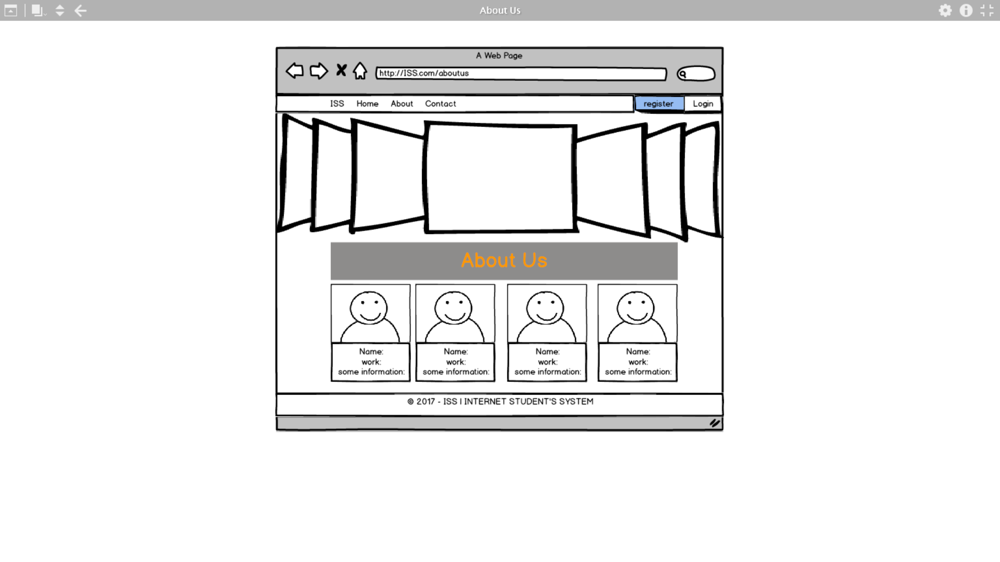 About Us
A Web Page
http://ISS.com/aboutus
ISS Home About Contact register Login
About Us
Name: Name: Name: Name:
work: work: work: work:
some information: some information: some information: some information:
© 2017 - ISS | INTERNET STUDENT'S SYSTEM